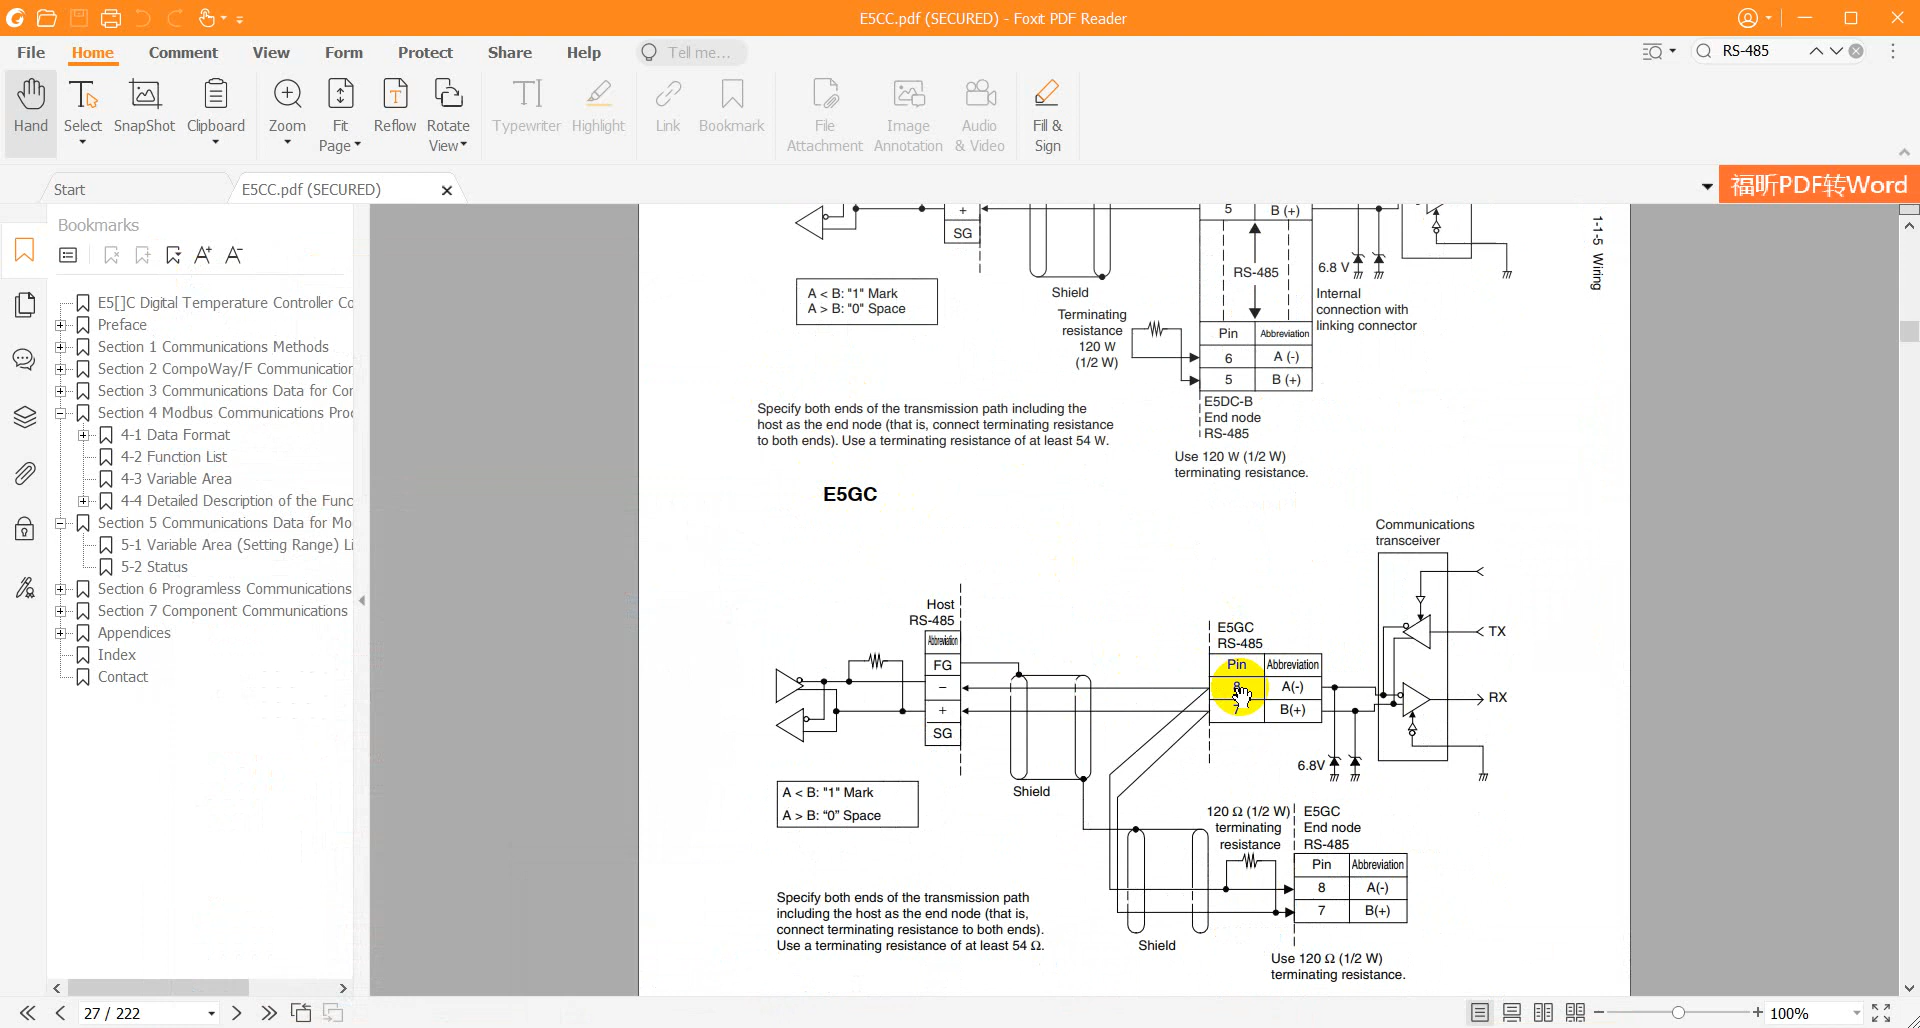 E5CC.pdf (SECURED) - Foxit PDF Reader
File Home Comment View Form Protect Share Help Tell me... RS-485
Hand Select SnapShot Clipboard Zoom Fit Page Reflow Rotate View Typewriter Highlight Link Bookmark File Attachment Image Annotation Audio & Video Fill & Sign
Start E5CC.pdf (SECURED) 福昕PDF转Word
Bookmarks
E5[]C Digital Temperature Controller Co
Preface
Section 1 Communications Methods
Section 2 CompoWay/F Communication
Section 3 Communications Data for Cor
Section 4 Modbus Communications Pro
4-1 Data Format
4-2 Function List
4-3 Variable Area
4-4 Detailed Description of the Func
Section 5 Communications Data for Mo
5-1 Variable Area (Setting Range) Li
5-2 Status
Section 6 Programless Communications
Section 7 Component Communications
Appendices
Index
Contact
1-1-5 Wiring
+
SG
5 B (+)
RS-485
6.8 V
Internal
connection with
linking connector
A < B: "1" Mark
A > B: "0" Space
Shield
Terminating
resistance
120 W
(1/2 W)
Pin Abbreviation
6 A (-)
5 B (+)
E5DC-B
End node
RS-485
Specify both ends of the transmission path including the
host as the end node (that is, connect terminating resistance
to both ends). Use a terminating resistance of at least 54 W.
Use 120 W (1/2 W)
terminating resistance.
E5GC
Communications
transceiver
Host
RS-485
Abbreviation
FG
−
+
SG
E5GC
RS-485
Pin Abbreviation
8 A(-)
7 B(+)
TX
RX
6.8V
Shield
A < B: "1" Mark
A > B: “0” Space
120 Ω (1/2 W)
terminating
resistance
E5GC
End node
RS-485
Pin Abbreviation
8 A(-)
7 B(+)
Specify both ends of the transmission path
including the host as the end node (that is,
connect terminating resistance to both ends).
Use a terminating resistance of at least 54 Ω.
Shield
Use 120 Ω (1/2 W)
terminating resistance.
27 / 222 100%